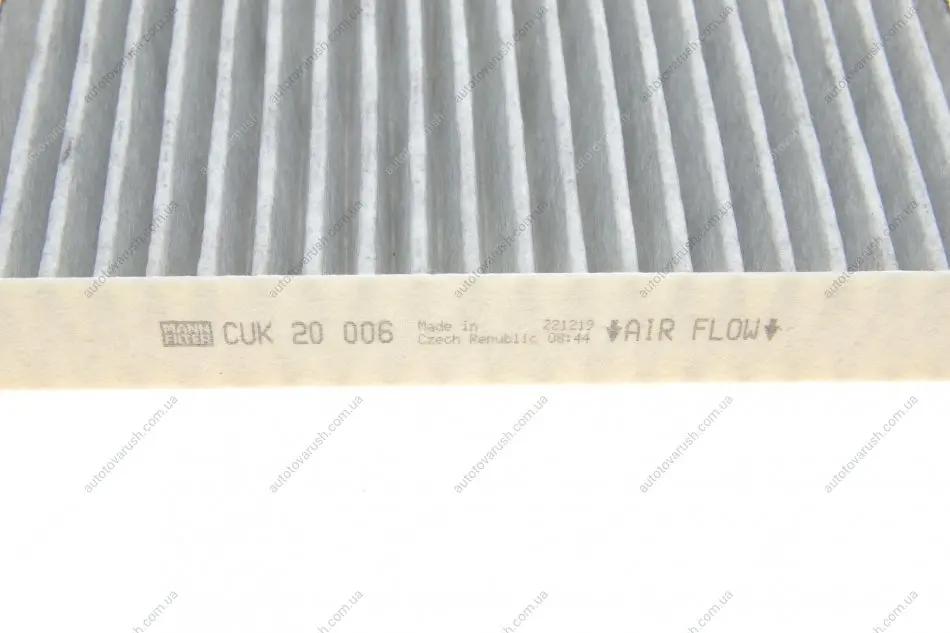 MANN
FILTER
CUK 20 006
Made in
Czech Republic
221219
08:44
AIR FLOW
autotovarush.com.ua